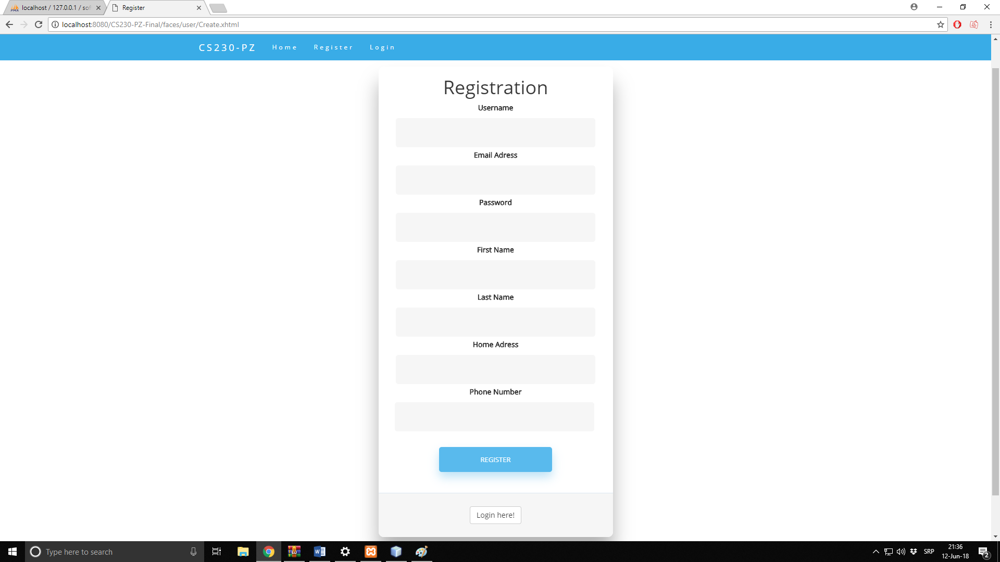 localhost / 127.0.0.1 / sof
Register
localhost:8080/CS230-PZ-Final/faces/user/Create.xhtml
CS230-PZ Home Register Login
Registration
Username
Email Adress
Password
First Name
Last Name
Home Adress
Phone Number
REGISTER
Login here!
Type here to search
SRP
21:36
12-Jun-18
2